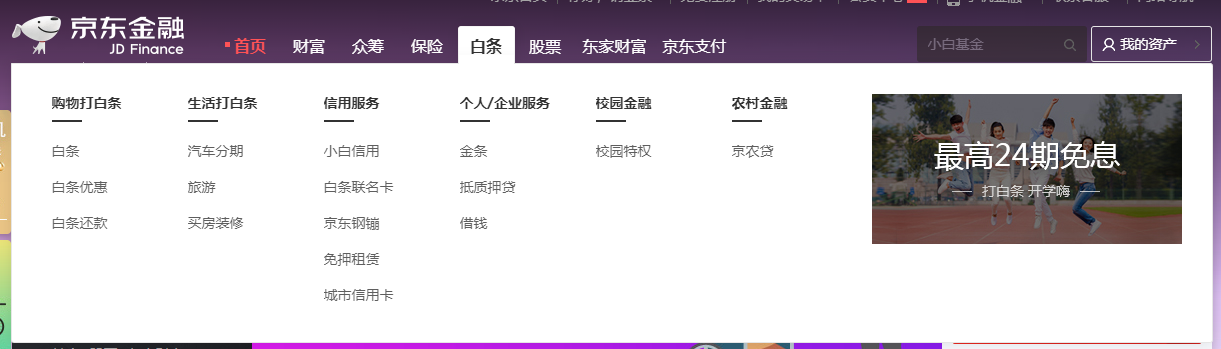 京东金融
JD Finance
首页 财富 众筹 保险 白条 股票 东家财富 京东支付
小白基金
我的资产
购物打白条 生活打白条 信用服务 个人/企业服务 校园金融 农村金融
白条 汽车分期 小白信用 金条 校园特权 京农贷
白条优惠 旅游 白条联名卡 抵质押贷
白条还款 买房装修 京东钢镚 借钱
免押租赁
城市信用卡
最高24期免息
打白条 开学嗨